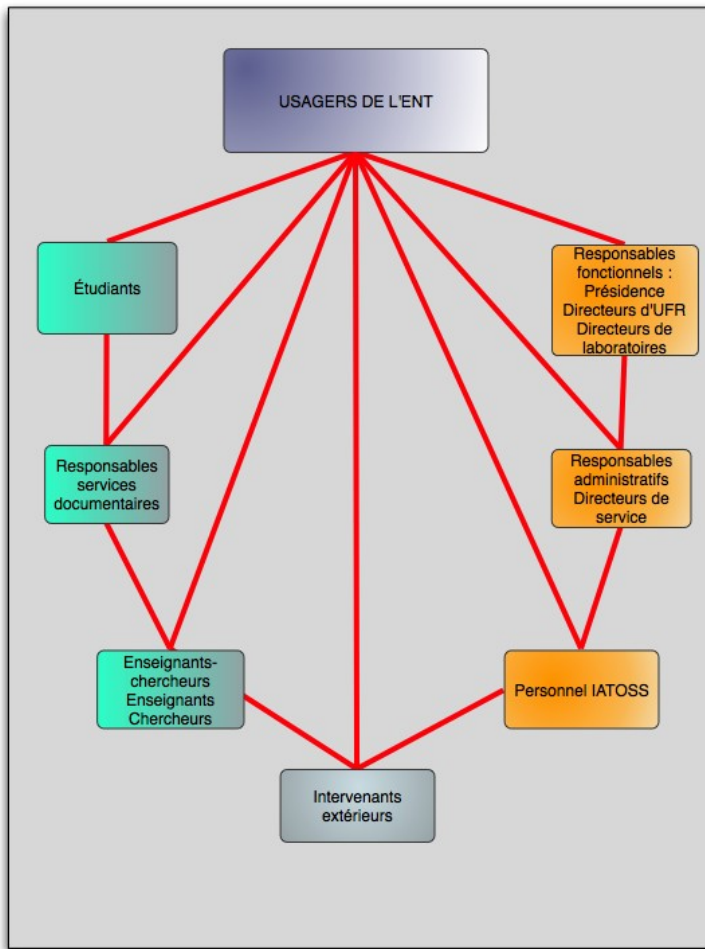 USAGERS DE L'ENT
Étudiants
Responsables
fonctionnels :
Présidence
Directeurs d'UFR
Directeurs de
laboratoires
Responsables
services
documentaires
Responsables
administratifs
Directeurs de
service
Enseignants-
chercheurs
Enseignants
Chercheurs
Personnel IATOSS
Intervenants
extérieurs